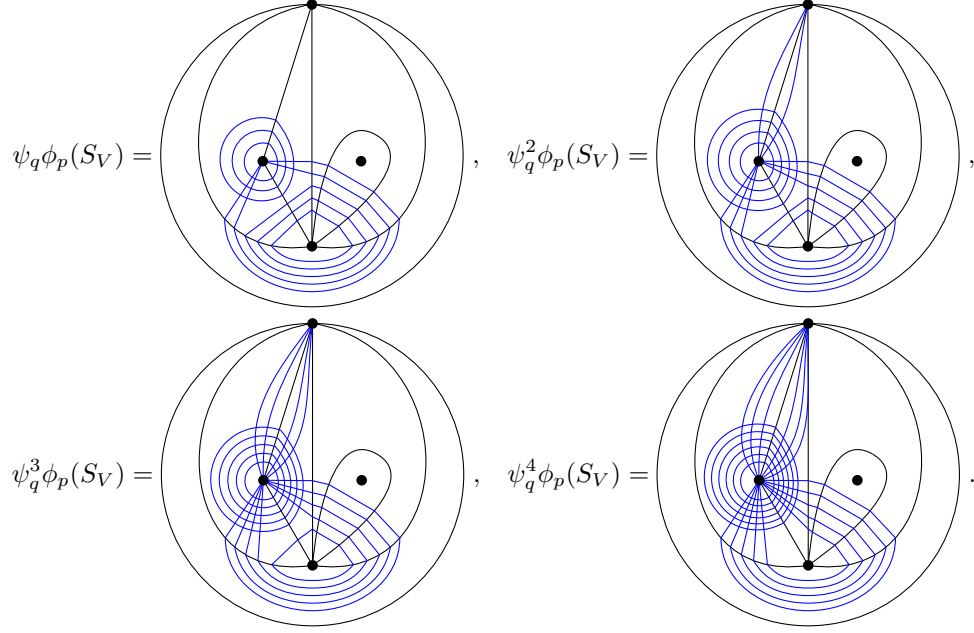 ψ_qϕ_p(S_V) = , ψ_q^2ϕ_p(S_V) = ,
ψ_q^3ϕ_p(S_V) = , ψ_q^4ϕ_p(S_V) = .